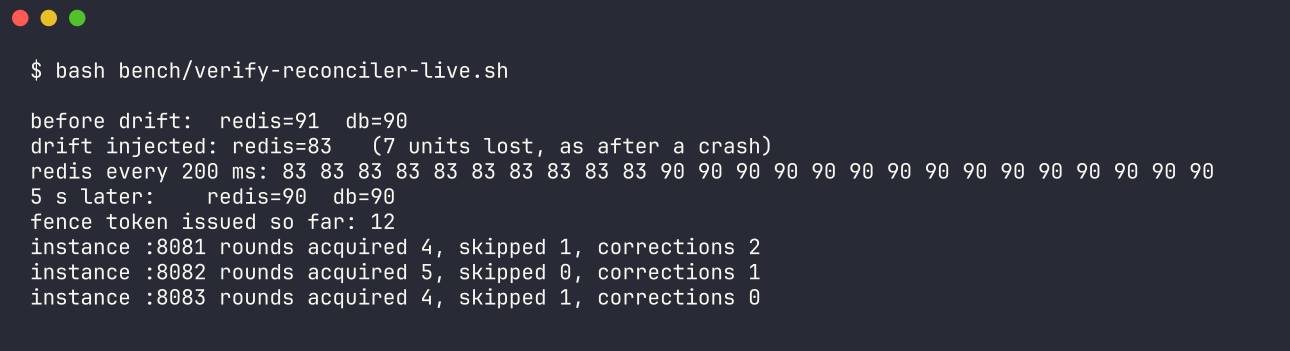 $ bash bench/verify-reconciler-live.sh
before drift:  redis=91  db=90
drift injected: redis=83   (7 units lost, as after a crash)
redis every 200 ms: 83 83 83 83 83 83 83 83 83 83 90 90 90 90 90 90 90 90 90 90 90 90 90 90 90
5 s later:    redis=90  db=90
fence token issued so far: 12
instance :8081 rounds acquired 4, skipped 1, corrections 2
instance :8082 rounds acquired 5, skipped 0, corrections 1
instance :8083 rounds acquired 4, skipped 1, corrections 0